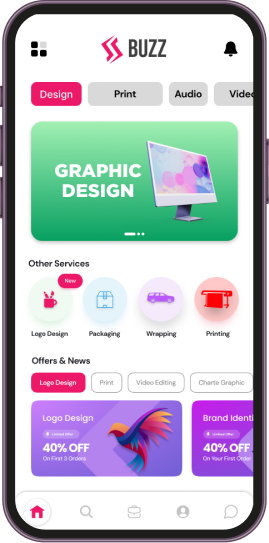 BUZZ
Design Print Audio Video
GRAPHIC
DESIGN
Other Services
New
Logo Design Packaging Wrapping Printing
Offers & News
Logo Design Print Video Editing Charte Graphic
Logo Design
Limited Offer
40% OFF
On First 3 Orders
Brand Identi
Limited Offer
40% OFF
On Your First Order